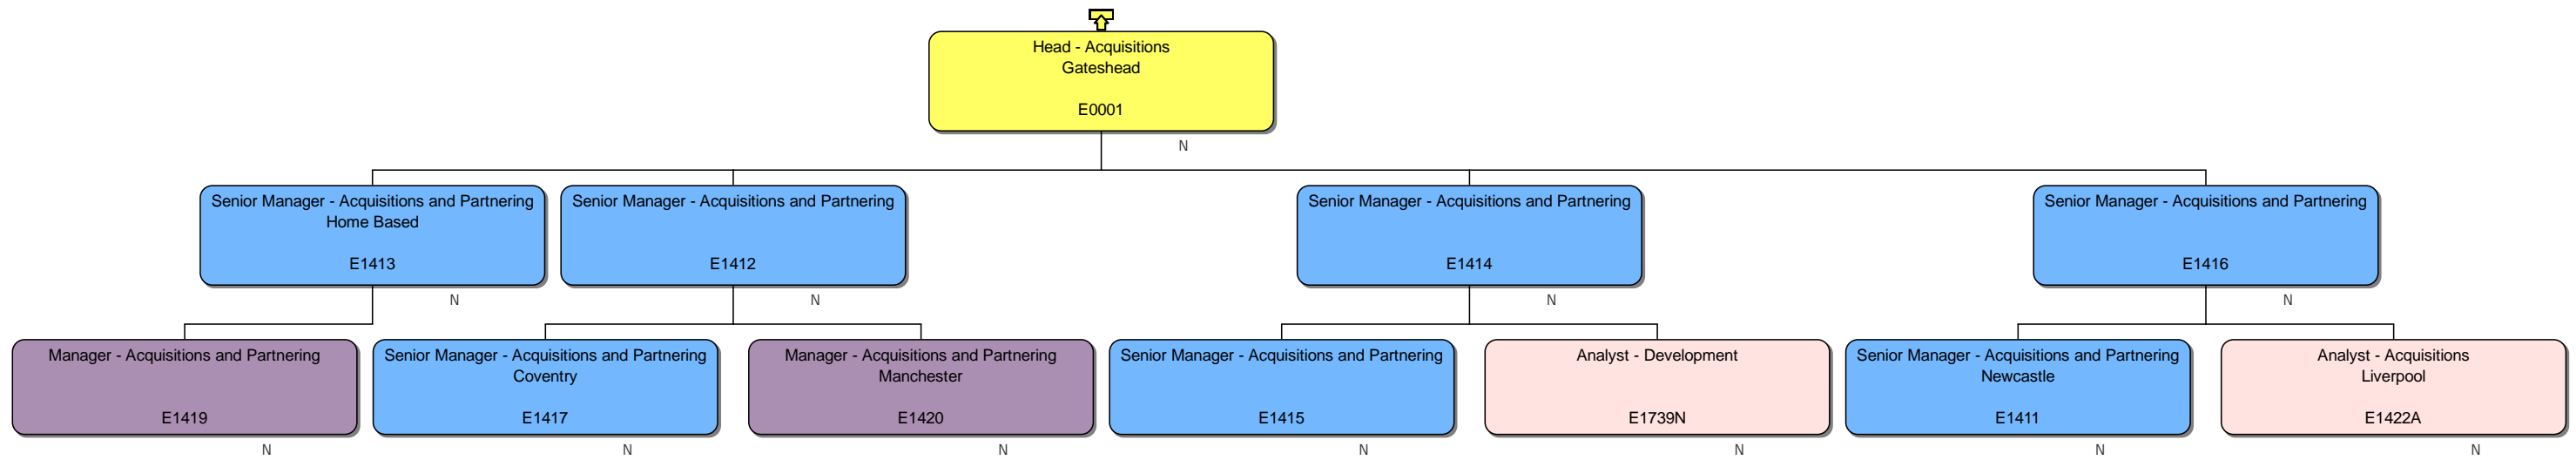 Head - Acquisitions
Gateshead
E0001
N
Senior Manager - Acquisitions and Partnering
Home Based
E1413
N
Senior Manager - Acquisitions and Partnering
E1412
N
Senior Manager - Acquisitions and Partnering
E1414
N
Senior Manager - Acquisitions and Partnering
E1416
N
Manager - Acquisitions and Partnering
E1419
N
Senior Manager - Acquisitions and Partnering
Coventry
E1417
N
Manager - Acquisitions and Partnering
Manchester
E1420
N
Senior Manager - Acquisitions and Partnering
E1415
N
Analyst - Development
E1739N
N
Senior Manager - Acquisitions and Partnering
Newcastle
E1411
N
Analyst - Acquisitions
Liverpool
E1422A
N